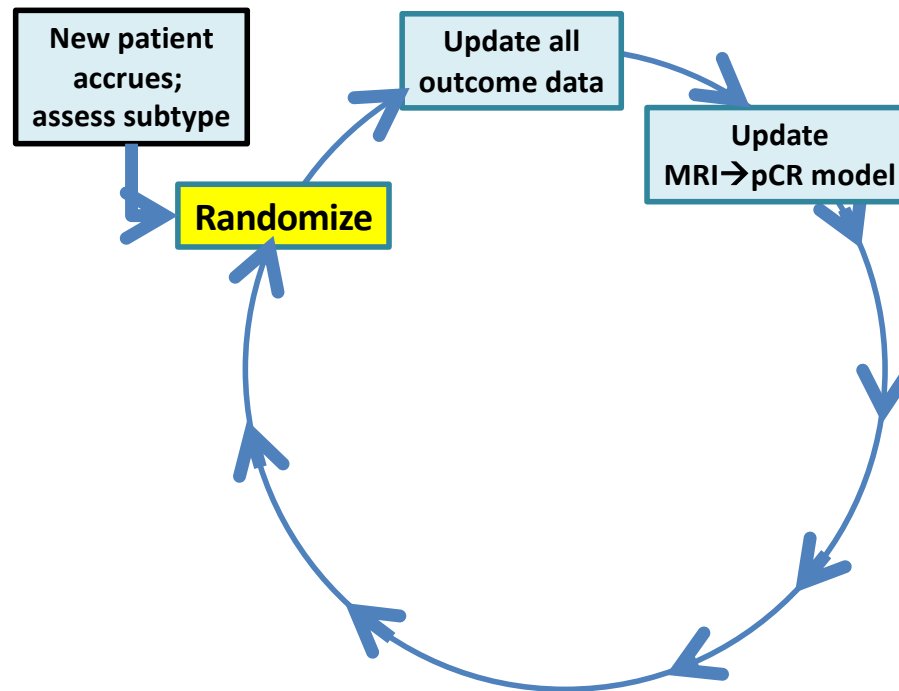 New patient
accrues;
assess subtype
Update all
outcome data
Update
MRI→pCR model
Randomize